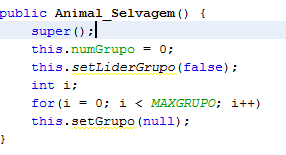 public Animal_Selvagem() {
super();
this.numGrupo = 0;
this.setLiderGrupo(false);
int i;
for(i = 0; i < MAXGRUPO; i++)
this.setGrupo(null);
}